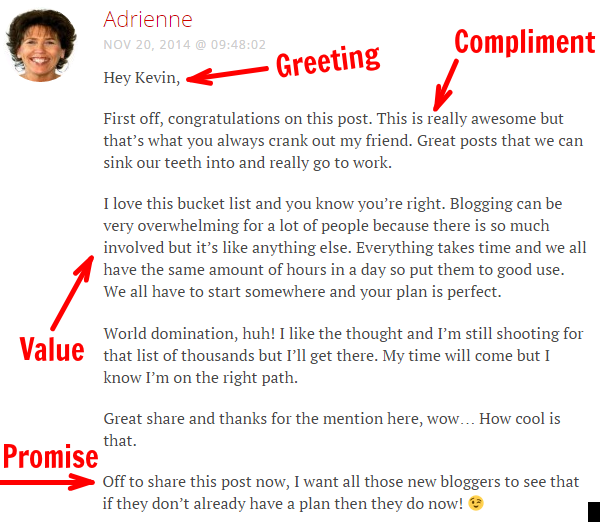 Adrienne
NOV 20, 2014 @ 09:48:02
Compliment
Greeting
Hey Kevin,
First off, congratulations on this post. This is really awesome but
that’s what you always crank out my friend. Great posts that we can
sink our teeth into and really go to work.
I love this bucket list and you know you’re right. Blogging can be
very overwhelming for a lot of people because there is so much
involved but it’s like anything else. Everything takes time and we all
have the same amount of hours in a day so put them to good use.
We all have to start somewhere and your plan is perfect.
Value
World domination, huh! I like the thought and I’m still shooting for
that list of thousands but I’ll get there. My time will come but I
know I’m on the right path.
Great share and thanks for the mention here, wow… How cool is
that.
Promise
Off to share this post now, I want all those new bloggers to see that
if they don’t already have a plan then they do now! 😉